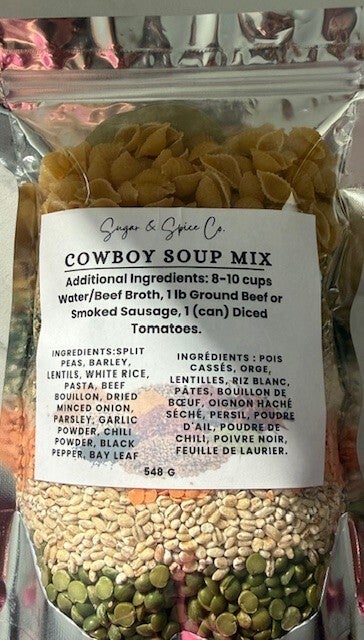 Sugar & Spice Co.
COWBOY SOUP MIX
Additional Ingredients: 8-10 cups
Water/Beef Broth, 1 lb Ground Beef or
Smoked Sausage, 1 (can) Diced
Tomatoes.
INGREDIENTS:SPLIT
PEAS, BARLEY,
LENTILS, WHITE RICE,
PASTA, BEEF
BOUILLON, DRIED
MINCED ONION,
PARSLEY, GARLIC
POWDER, CHILI
POWDER, BLACK
PEPPER, BAY LEAF
INGRÉDIENTS : POIS
CASSÉS, ORGE,
LENTILLES, RIZ BLANC,
PÂTES, BOUILLON DE
BŒUF, OIGNON HACHÉ
SÉCHÉ, PERSIL, POUDRE
D'AIL, POUDRE DE
CHILI, POIVRE NOIR,
FEUILLE DE LAURIER.
548 G